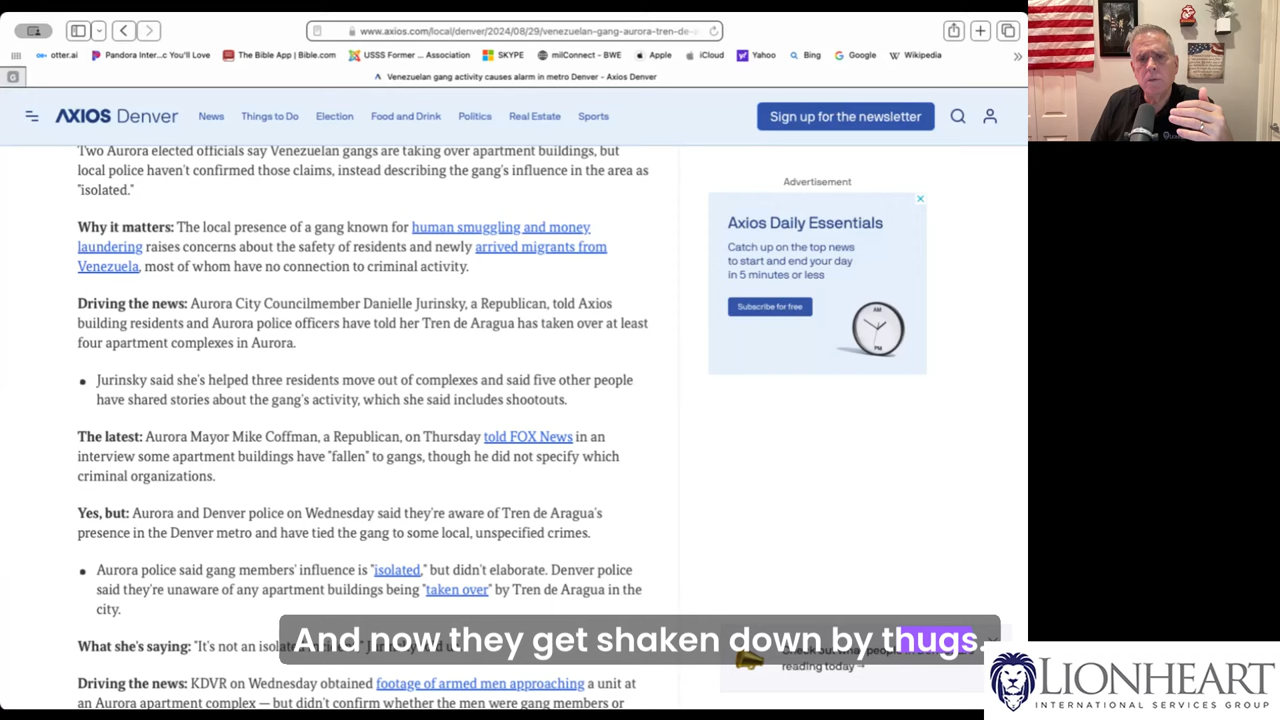 www.axios.com/local/denver/2024/08/29/venezuelan-gang-aurora-tren-de-
otter.ai
Pandora Inter...C You'll Love
The Bible App | Bible.com
USSS Former ... Association
SKYPE
milConnect - BWE
Apple
iCloud
Yahoo
Bing
Google
Wikipedia
Venezuelan gang activity causes alarm in metro Denver - Axios Denver
AXIOS Denver
News
Things to Do
Election
Food and Drink
Politics
Real Estate
Sports
Sign up for the newsletter
Two Aurora elected officials say Venezuelan gangs are taking over apartment buildings, but
local police haven't confirmed those claims, instead describing the gang's influence in the area as
"isolated."
Why it matters: The local presence of a gang known for human smuggling and money
laundering raises concerns about the safety of residents and newly arrived migrants from
Venezuela, most of whom have no connection to criminal activity.
Driving the news: Aurora City Councilmember Danielle Jurinsky, a Republican, told Axios
building residents and Aurora police officers have told her Tren de Aragua has taken over at least
four apartment complexes in Aurora.
Jurinsky said she's helped three residents move out of complexes and said five other people
have shared stories about the gang's activity, which she said includes shootouts.
The latest: Aurora Mayor Mike Coffman, a Republican, on Thursday told FOX News in an
interview some apartment buildings have "fallen" to gangs, though he did not specify which
criminal organizations.
Yes, but: Aurora and Denver police on Wednesday said they're aware of Tren de Aragua's
presence in the Denver metro and have tied the gang to some local, unspecified crimes.
Aurora police said gang members' influence is "isolated," but didn't elaborate. Denver police
said they're unaware of any apartment buildings being "taken over" by Tren de Aragua in the
city.
What she's saying: "It's not an isolat
Driving the news: KDVR on Wednesday obtained footage of armed men approaching a unit at
an Aurora apartment complex — but didn't confirm whether the men were gang members or
Advertisement
Axios Daily Essentials
Catch up on the top news
to start and end your day
in 5 minutes or less
Subscribe for free
AM
PM
reading today→
And now they get shaken down by thugs.
LIONHEART
INTERNATIONAL SERVICES GROUP